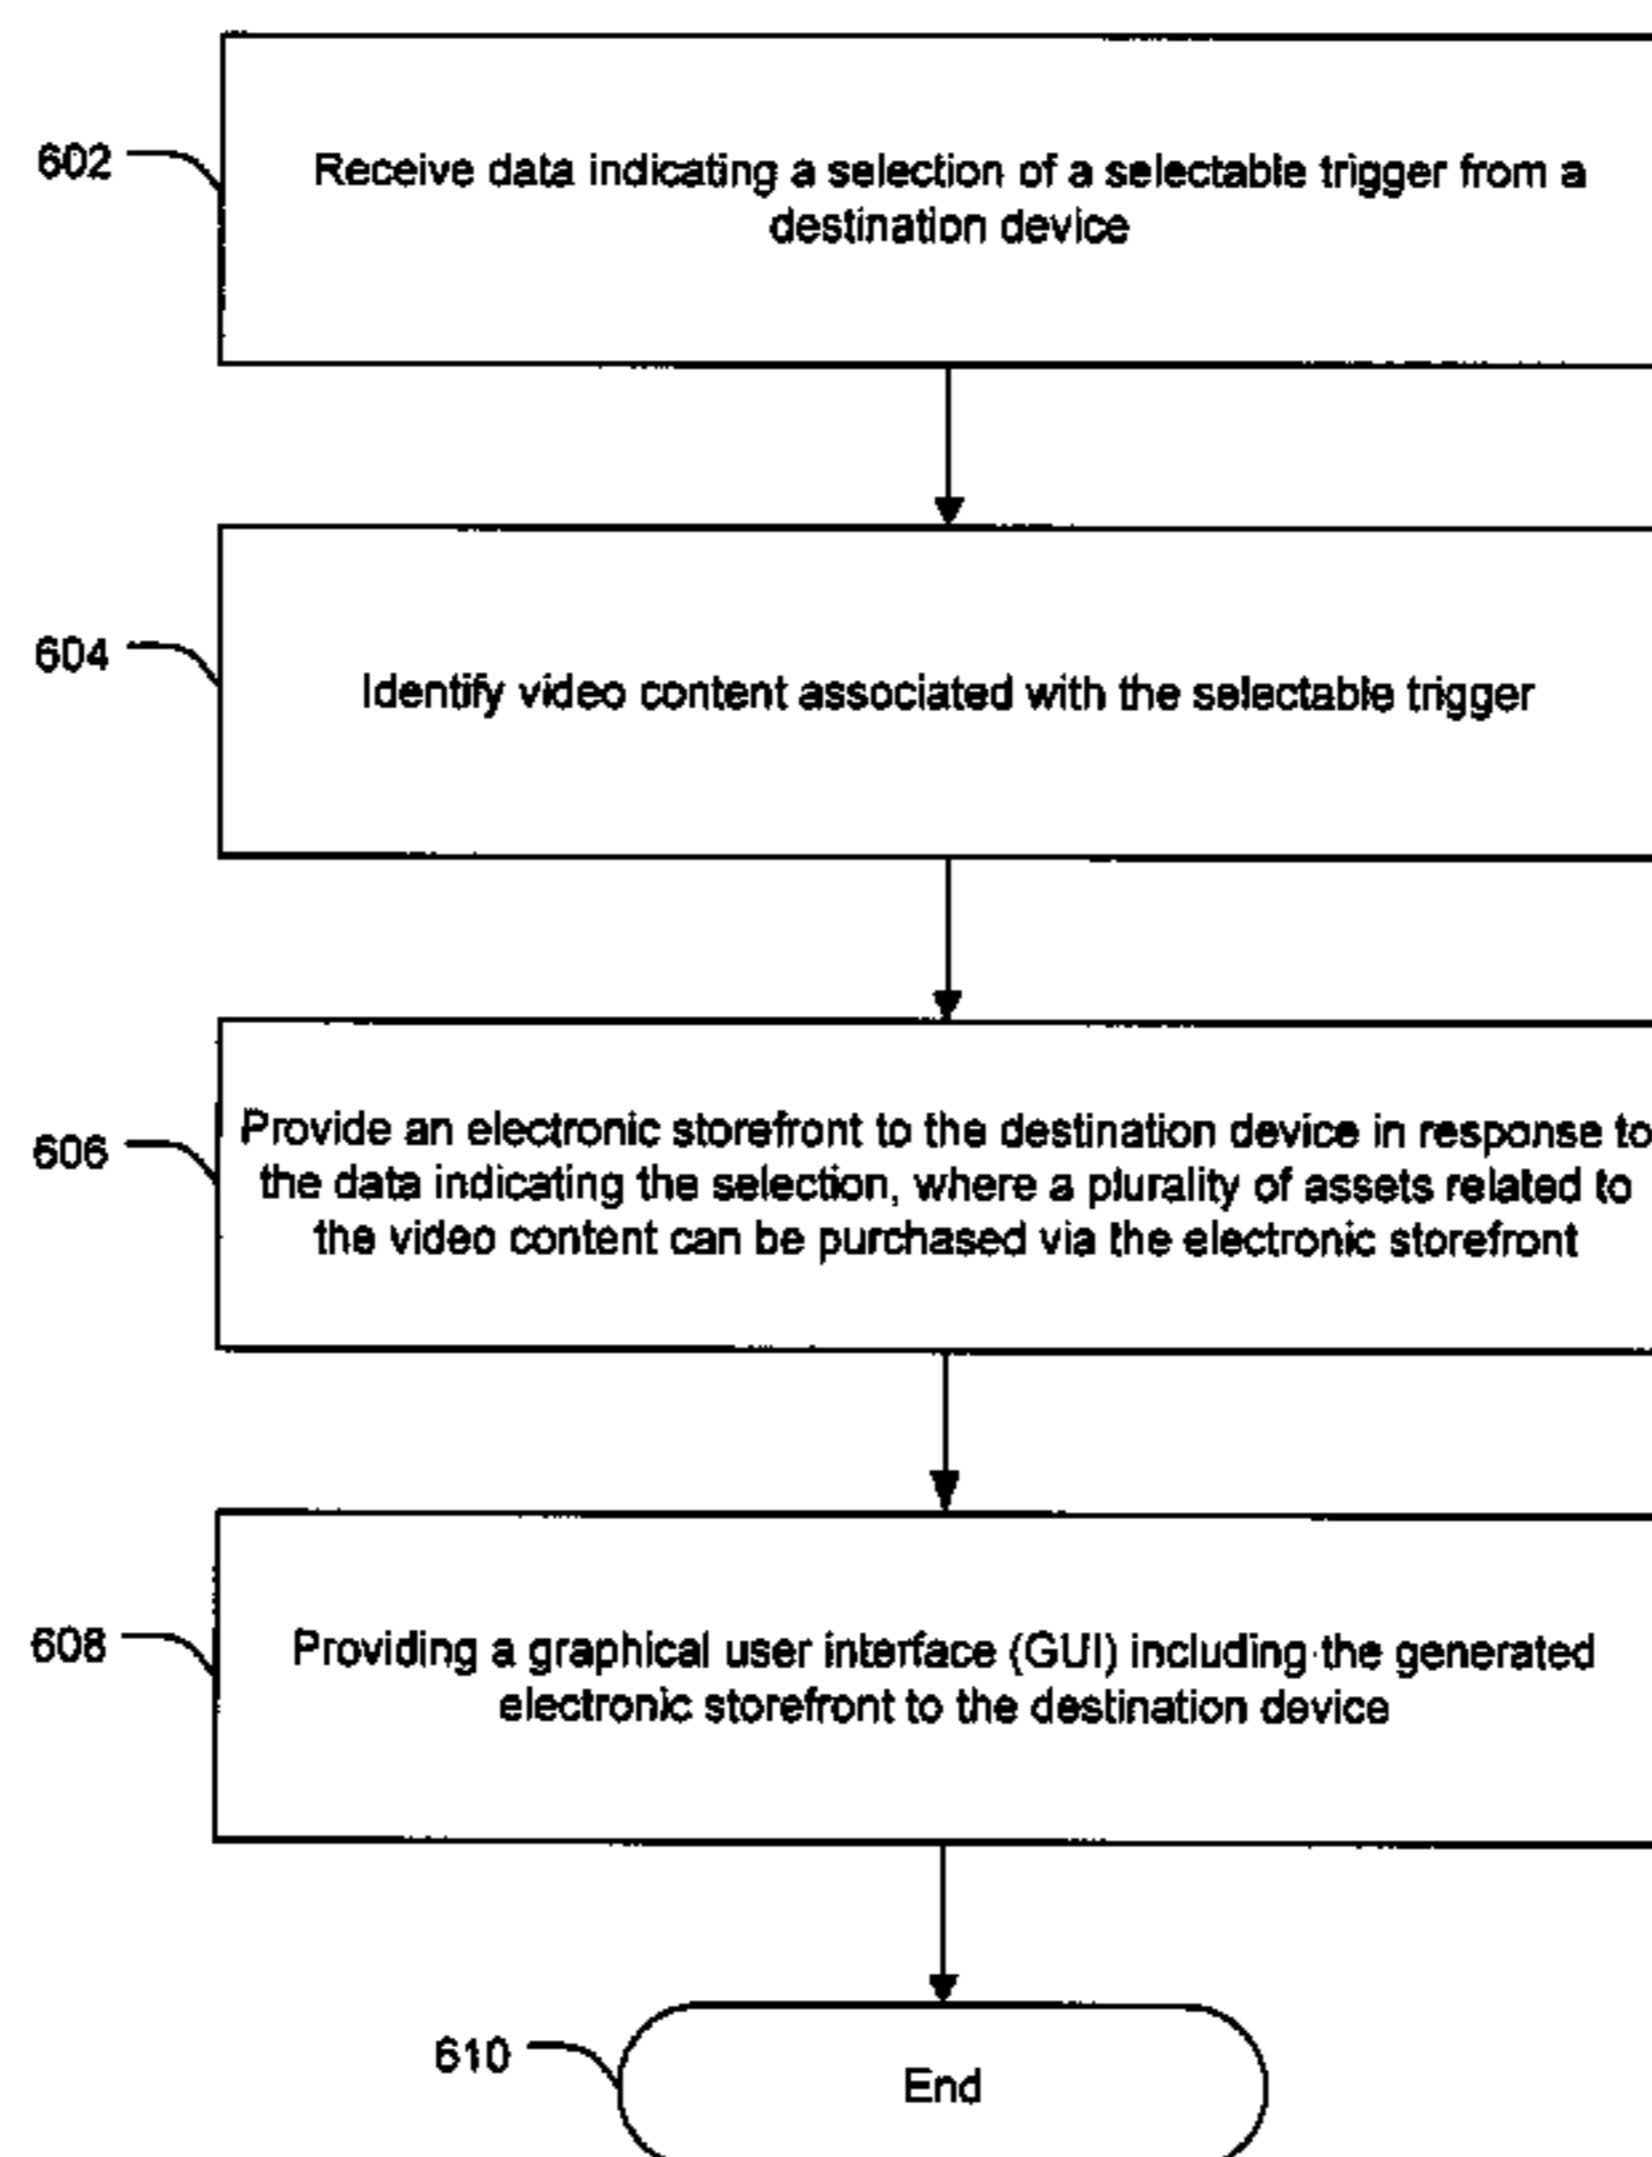 602
Receive data indicating a selection of a selectable trigger from a
destination device
604
Identify video content associated with the selectable trigger
606
Provide an electronic storefront to the destination device in response to
the data indicating the selection, where a plurality of assets related to
the video content can be purchased via the electronic storefront
608
Providing a graphical user interface (GUI) including the generated
electronic storefront to the destination device
610
End